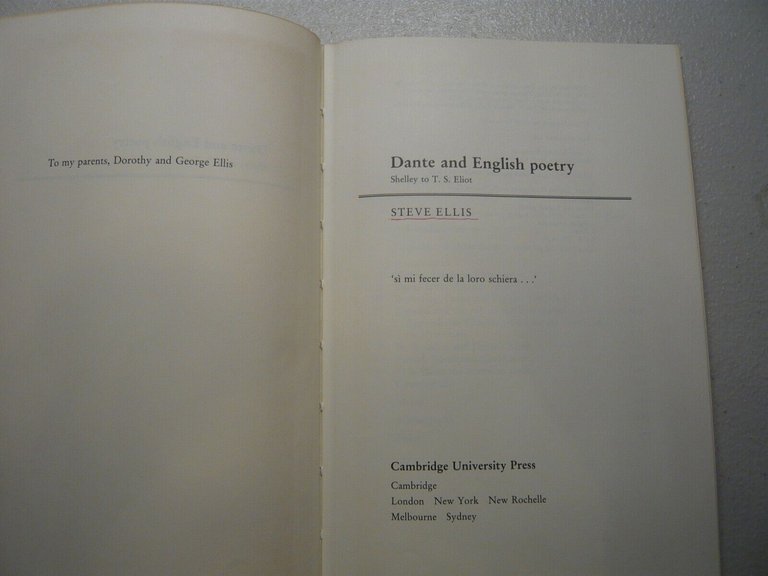 To my parents, Dorothy and George Ellis
Dante and English poetry
Shelley to T. S. Eliot
STEVE ELLIS
‘sì mi fecer de la loro schiera . . .’
Cambridge University Press
Cambridge
London New York New Rochelle
Melbourne Sydney